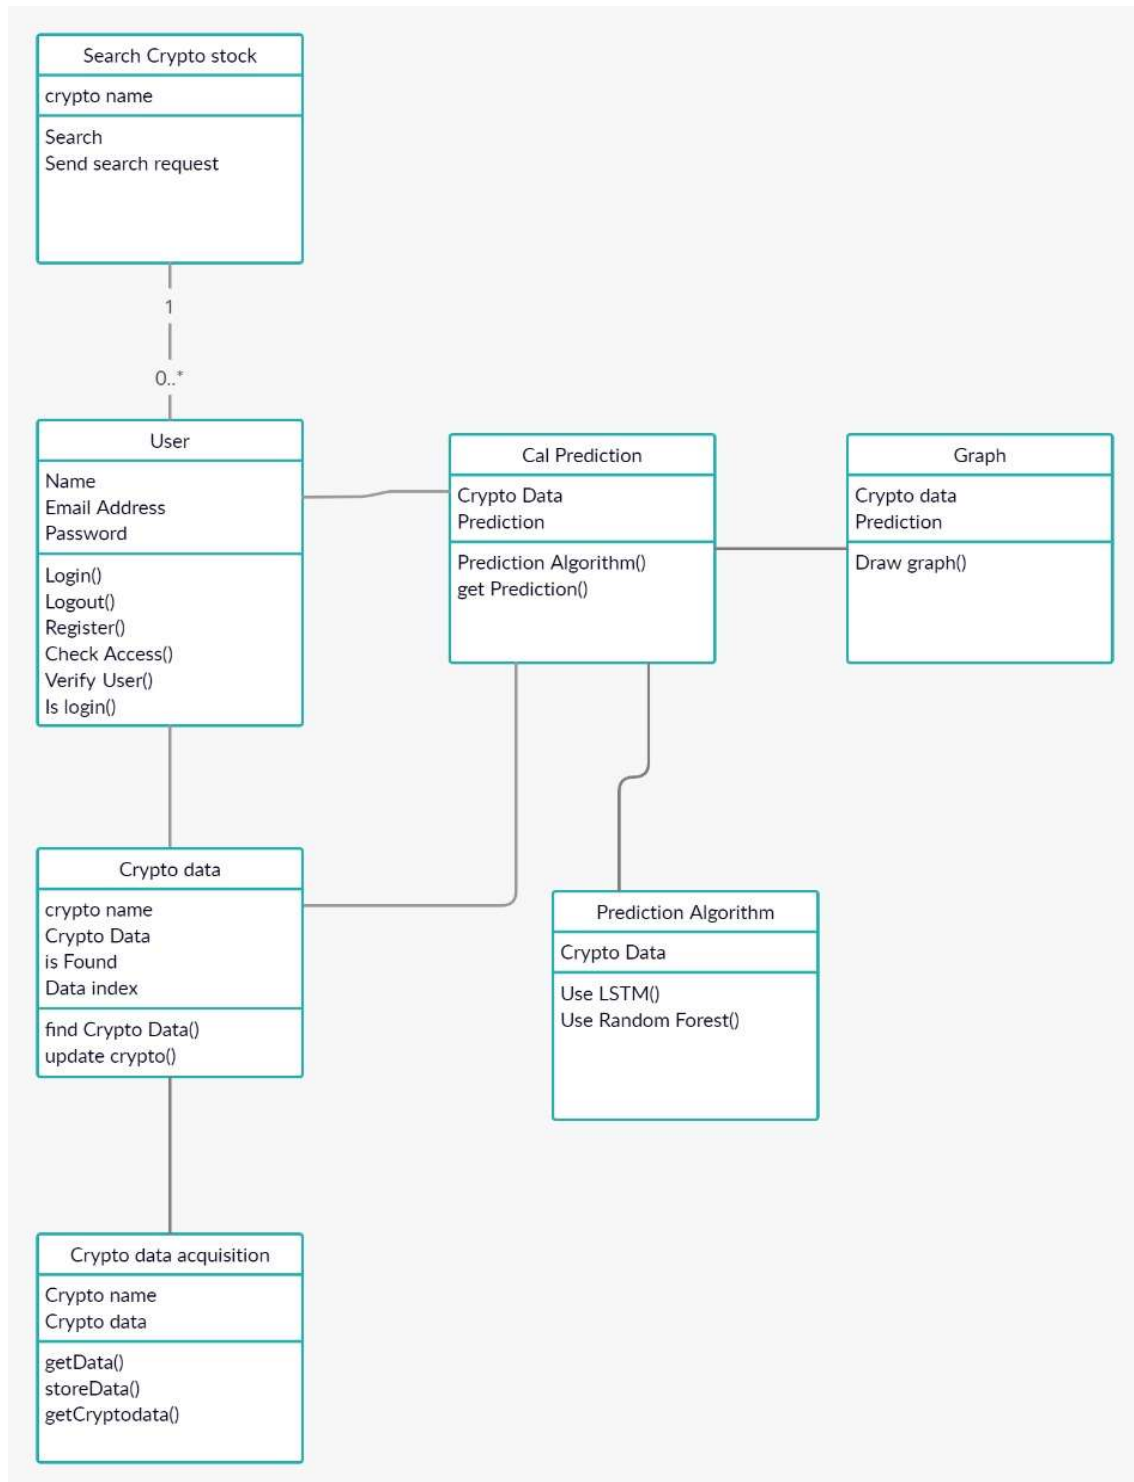 Search Crypto stock
crypto name
Search
Send search request
1
0..*
User
Name
Email Address
Password
Login()
Logout()
Register()
Check Access()
Verify User()
Is login()
Cal Prediction
Crypto Data
Prediction
Prediction Algorithm()
get Prediction()
Graph
Crypto data
Prediction
Draw graph()
Crypto data
crypto name
Crypto Data
is Found
Data index
find Crypto Data()
update crypto()
Prediction Algorithm
Crypto Data
Use LSTM()
Use Random Forest()
Crypto data acquisition
Crypto name
Crypto data
getData()
storeData()
getCryptodata()